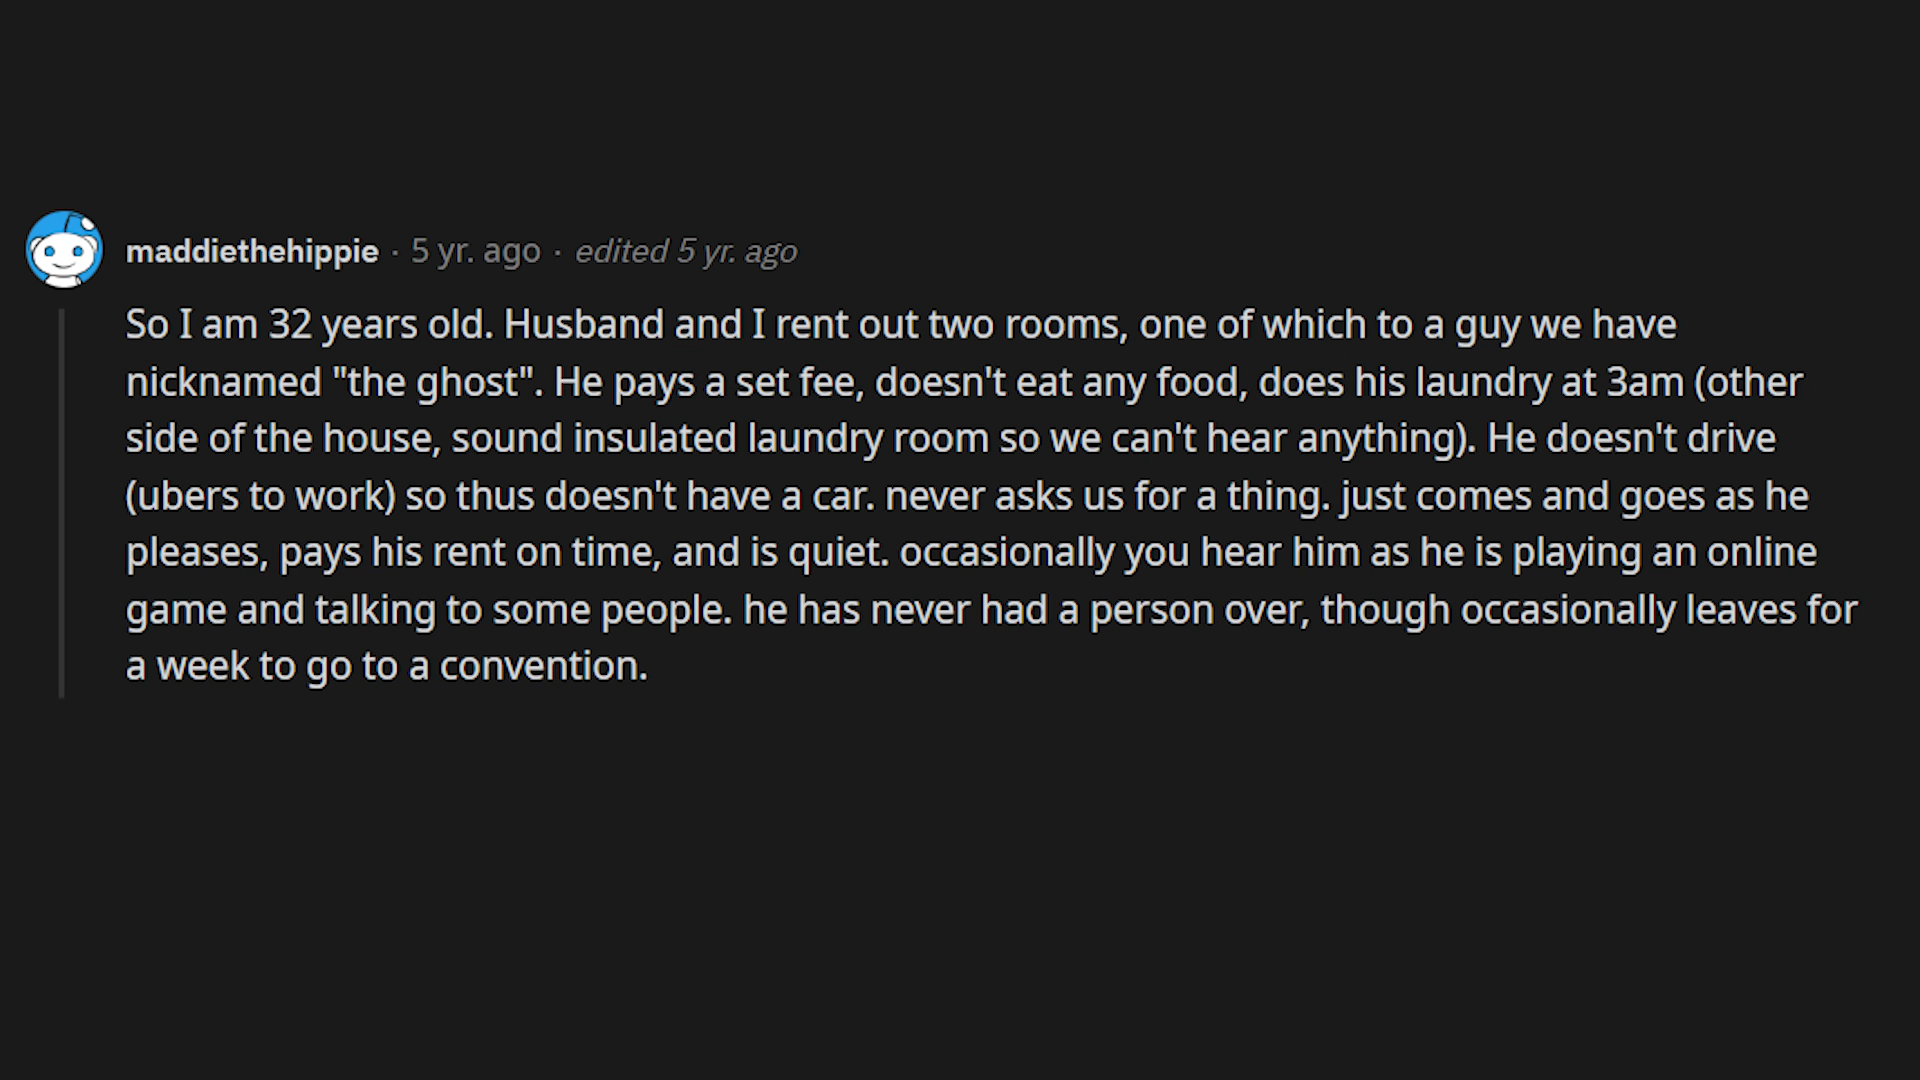 maddiethehippie · 5 yr. ago · edited 5 yr. ago
So I am 32 years old. Husband and I rent out two rooms, one of which to a guy we have
nicknamed "the ghost". He pays a set fee, doesn't eat any food, does his laundry at 3am (other
side of the house, sound insulated laundry room so we can't hear anything). He doesn't drive
(ubers to work) so thus doesn't have a car. never asks us for a thing. just comes and goes as he
pleases, pays his rent on time, and is quiet. occasionally you hear him as he is playing an online
game and talking to some people. he has never had a person over, though occasionally leaves for
a week to go to a convention.